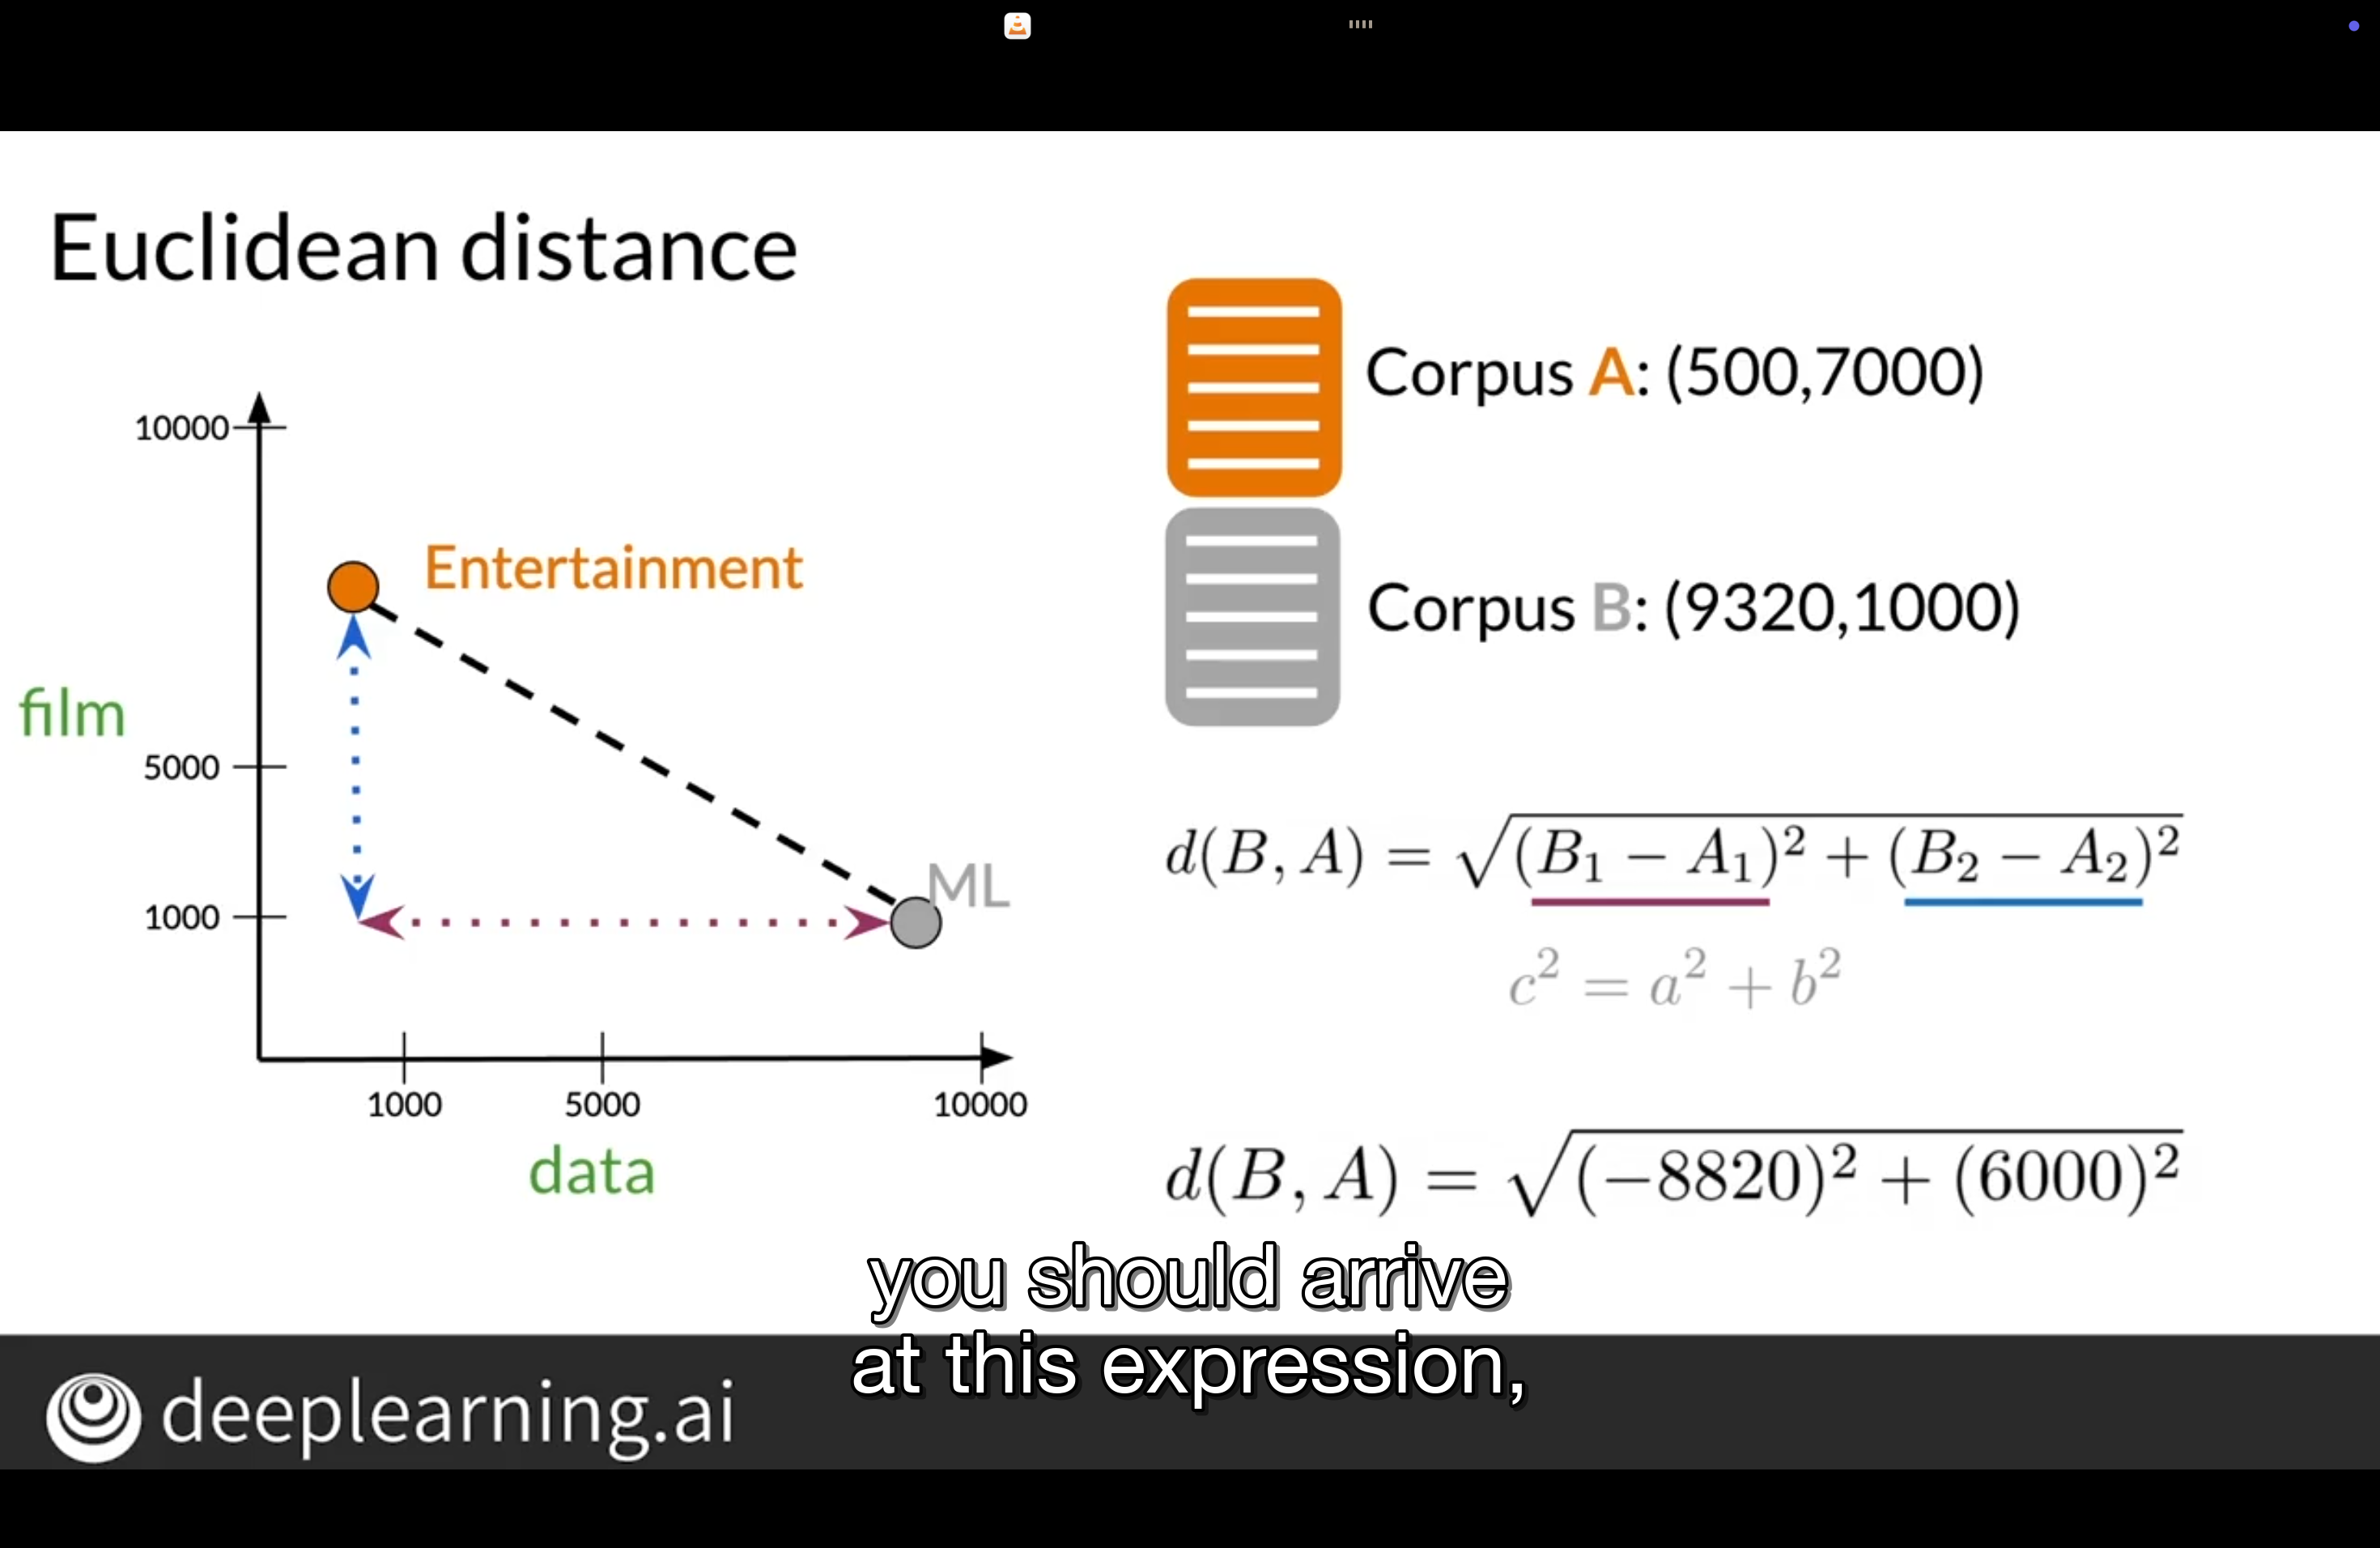 Euclidean distance
10000
Entertainment
film
5000
ML
1000
1000 5000 10000
data
Corpus A: (500,7000)
Corpus B: (9320,1000)
d(B, A) = √(B₁ − A₁)² + (B₂ − A₂)²
c² = a² + b²
d(B, A) = √(−8820)² + (6000)²
you should arrive
at this expression,
deeplearning.ai